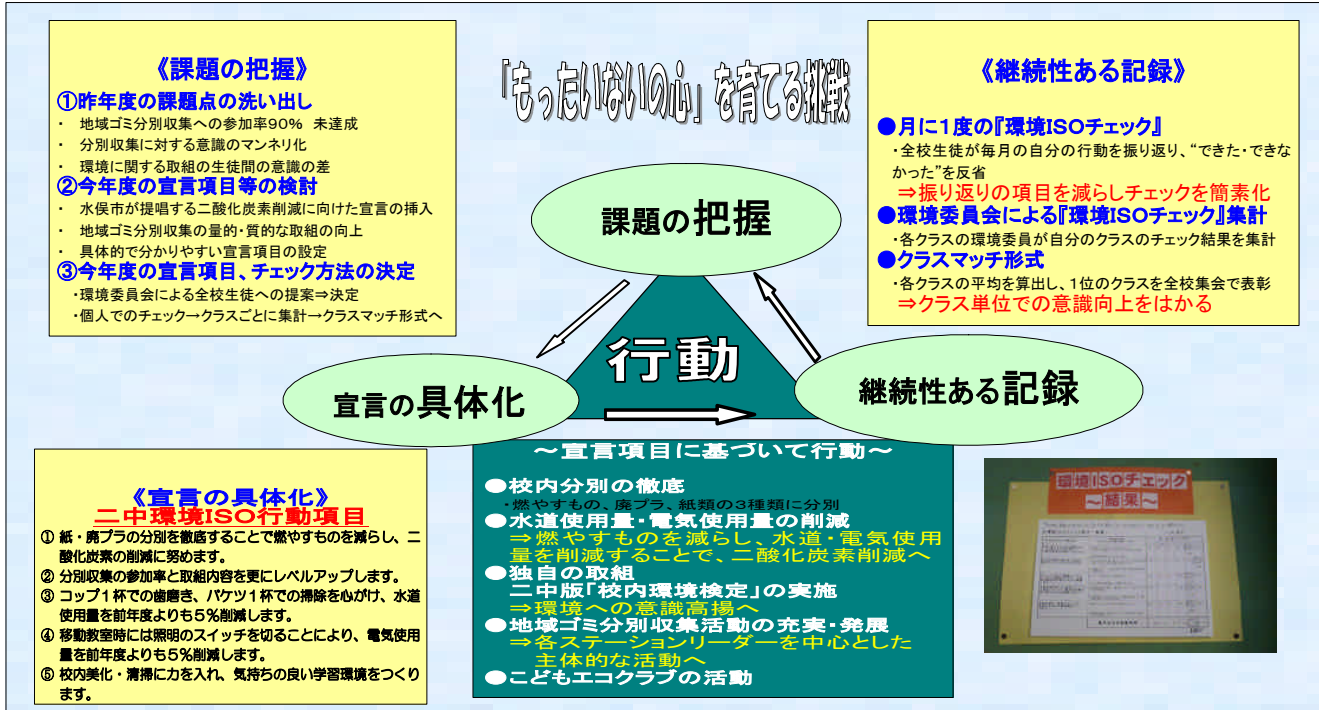 「もったいないの心」を育てる挑戦
《課題の把握》
①昨年度の課題点の洗い出し
・ 地域ゴミ分別収集への参加率90% 未達成
・ 分別収集に対する意識のマンネリ化
・ 環境に関する取組の生徒間の意識の差
②今年度の宣言項目等の検討
・ 水俣市が提唱する二酸化炭素削減に向けた宣言の挿入
・ 地域ゴミ分別収集の量的・質的な取組の向上
・ 具体的で分かりやすい宣言項目の設定
③今年度の宣言項目、チェック方法の決定
・環境委員会による全校生徒への提案⇒決定
・個人でのチェック→クラスごとに集計→クラスマッチ形式へ
《継続性ある記録》
●月に1度の『環境ISOチェック』
・全校生徒が毎月の自分の行動を振り返り、“できた・できな
かった”を反省
⇒振り返りの項目を減らしチェックを簡素化
●環境委員会による『環境ISOチェック』集計
・各クラスの環境委員が自分のクラスのチェック結果を集計
●クラスマッチ形式
・各クラスの平均を算出し、1位のクラスを全校集会で表彰
⇒クラス単位での意識向上をはかる
課題の把握
行動
宣言の具体化
継続性ある記録
《宣言の具体化》
二中環境ISO行動項目
① 紙・廃プラの分別を徹底することで燃やすものを減らし、二
酸化炭素の削減に努めます。
② 分別収集の参加率と取組内容を更にレベルアップします。
③ コップ1杯での歯磨き、バケツ1杯での掃除を心がけ、水道
使用量を前年度よりも5%削減します。
④ 移動教室時には照明のスイッチを切ることにより、電気使用
量を前年度よりも5%削減します。
⑤ 校内美化・清掃に力を入れ、気持ちの良い学習環境をつくり
ます。
~宣言項目に基づいて行動~
●校内分別の徹底
・燃やすもの、廃プラ、紙類の3種類に分別
●水道使用量・電気使用量の削減
⇒燃やすものを減らし、水道・電気使用
量を削減することで、二酸化炭素削減へ
●独自の取組
二中版「校内環境検定」の実施
⇒環境への意識高揚へ
●地域ゴミ分別収集活動の充実・発展
⇒各ステーションリーダーを中心とした
主体的な活動へ
●こどもエコクラブの活動
環境ISOチェック
~結果~